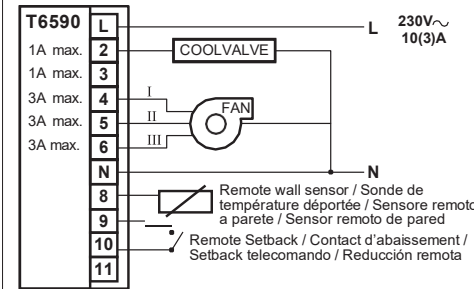 T6590 L L 230V~
10(3)A
1A max. 2 COOLVALVE
1A max. 3
3A max. 4 I
FAN
3A max. 5 II
3A max. 6 III
N N
8 Remote wall sensor / Sonde de
température déportée / Sensore remoto
9 a parete / Sensor remoto de pared
10 Remote Setback / Contact d'abaissement /
Setback telecomando / Reducción remota
11